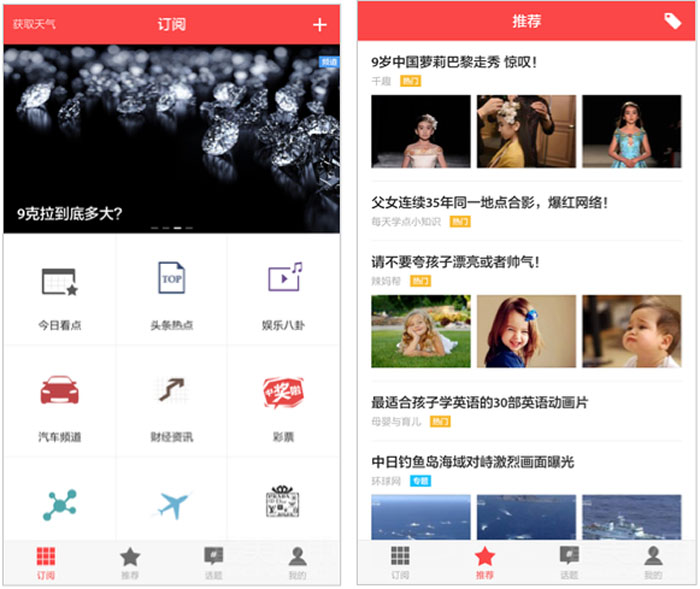 获取天气
订阅
+
频道
9克拉到底多大？
今日看点
TOP
头条热点
娱乐八卦
汽车频道
财经资讯
中奖啦
彩票
PRADA
订阅
推荐
话题
我的
推荐
9岁中国萝莉巴黎走秀 惊叹！
千趣 热门
父女连续35年同一地点合影，爆红网络！
每天学点小知识 热门
请不要夸孩子漂亮或者帅气！
辣妈帮 热门
最适合孩子学英语的30部英语动画片
母婴与育儿 热门
中日钓鱼岛海域对峙激烈画面曝光
环球网 专题
订阅
推荐
话题
我的